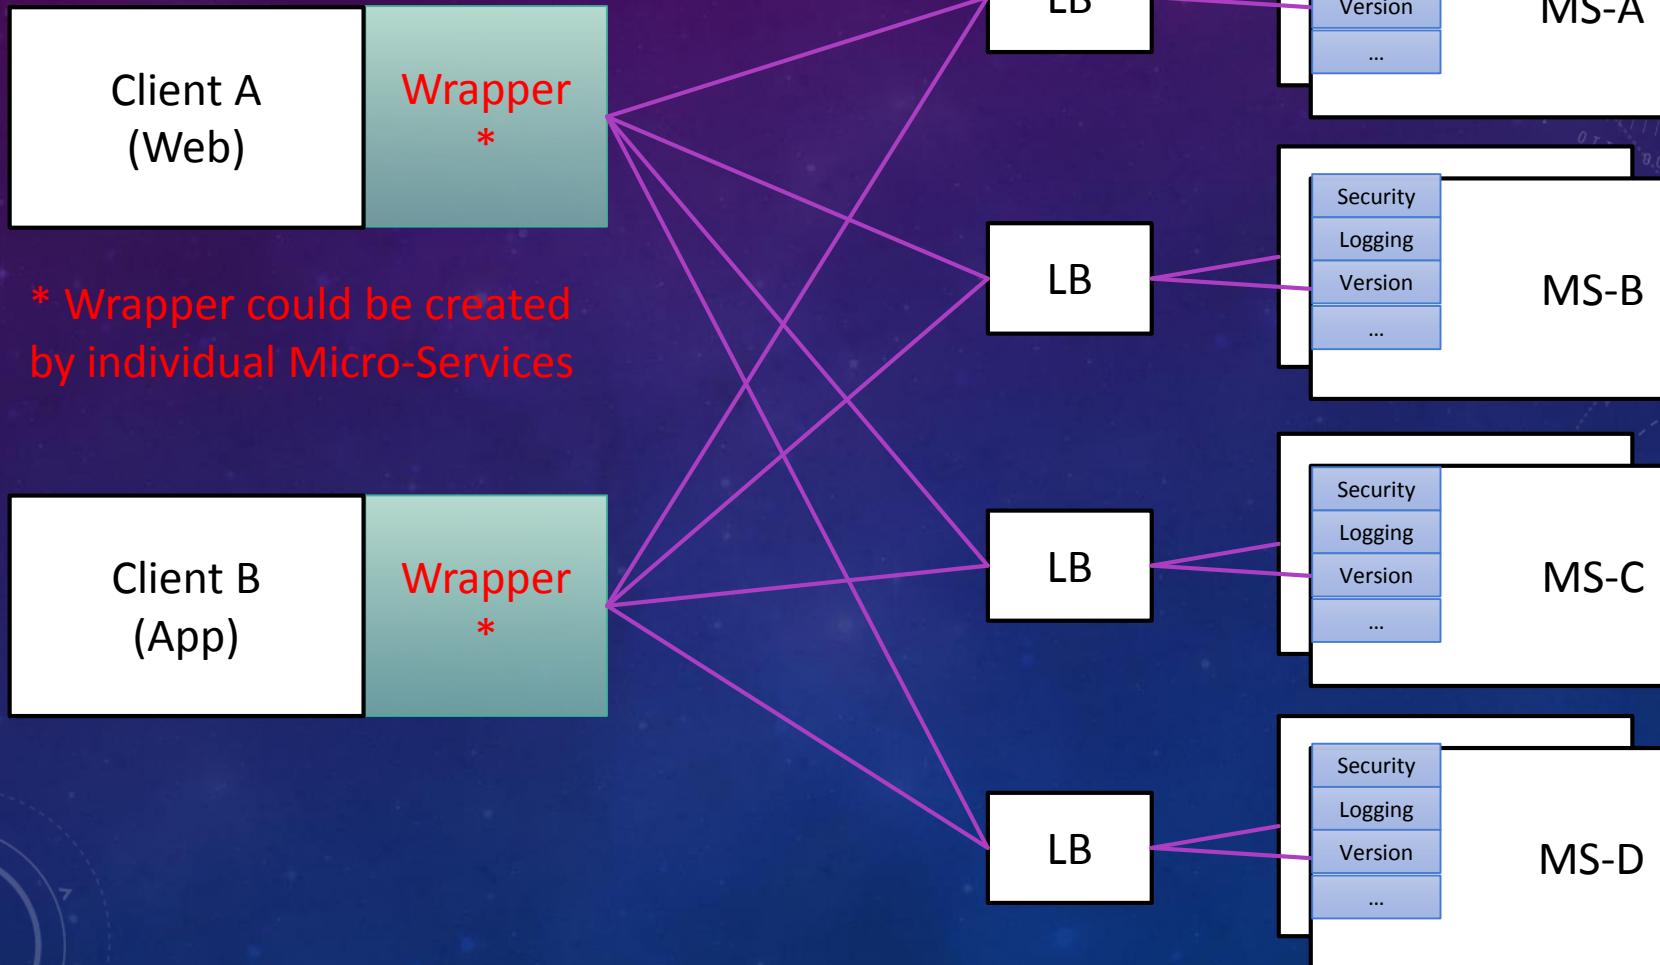 Client A
(Web)
Wrapper
*
* Wrapper could be created
by individual Micro-Services
Client B
(App)
Wrapper
*
LB
Version
...
MS-A
LB
Security
Logging
Version
...
MS-B
LB
Security
Logging
Version
...
MS-C
LB
Security
Logging
Version
...
MS-D